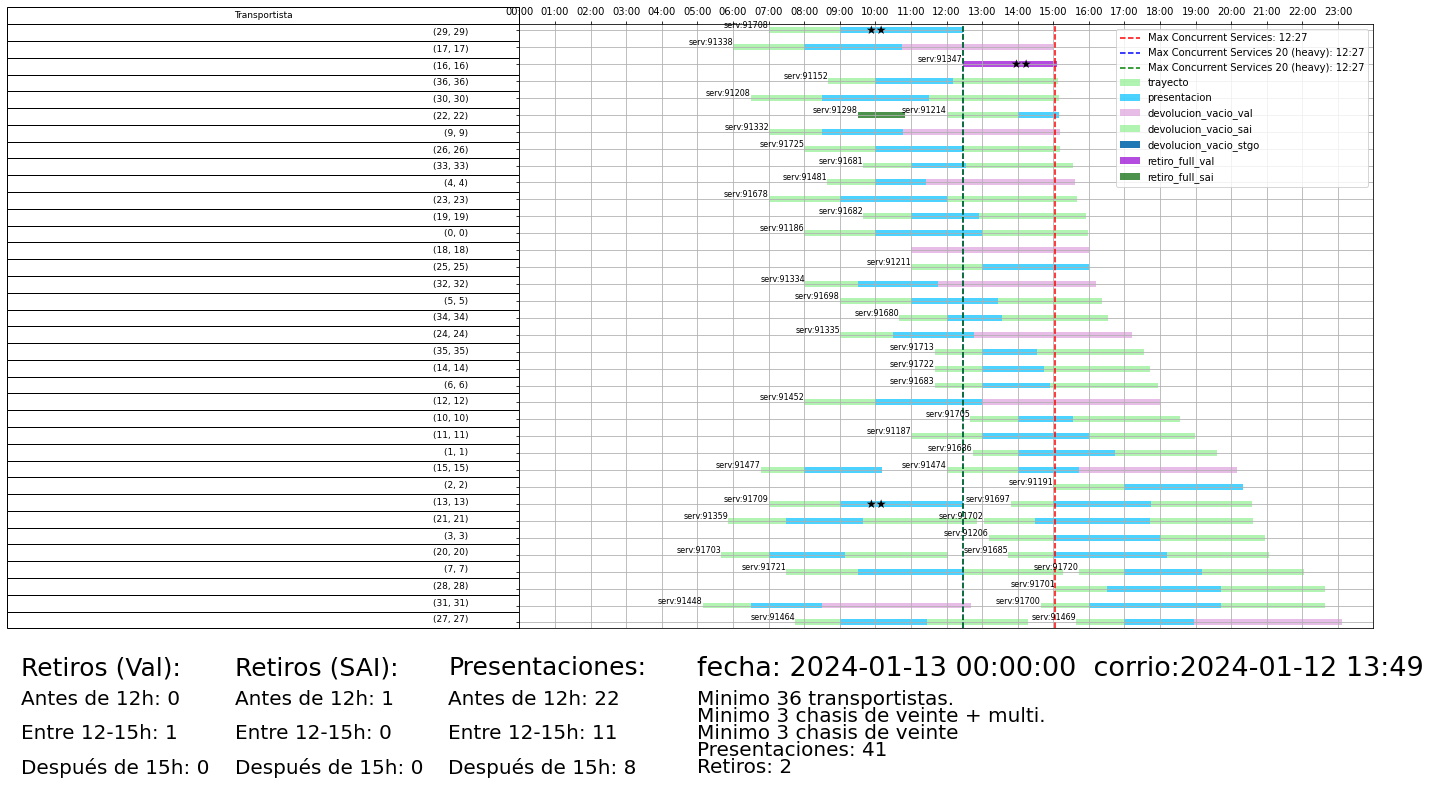 Transportista
00:00 01:00 02:00 03:00 04:00 05:00 06:00 07:00 08:00 09:00 10:00 11:00 12:00 13:00 14:00 15:00 16:00 17:00 18:00 19:00 20:00 21:00 22:00 23:00
(29, 29) serv:91708
(17, 17) serv:91338
(16, 16) serv:91347
(36, 36) serv:91152
(30, 30) serv:91208
(22, 22) serv:91298 serv:91214
(9, 9) serv:91332
(26, 26) serv:91725
(33, 33) serv:91681
(4, 4) serv:91481
(23, 23) serv:91678
(19, 19) serv:91682
(0, 0) serv:91186
(18, 18)
(25, 25) serv:91211
(32, 32) serv:91334
(5, 5) serv:91698
(34, 34) serv:91680
(24, 24) serv:91335
(35, 35) serv:91713
(14, 14) serv:91722
(6, 6) serv:91683
(12, 12) serv:91452
(10, 10) serv:91705
(11, 11) serv:91187
(1, 1) serv:91686
(15, 15) serv:91477 serv:91474
(2, 2) serv:91191
(13, 13) serv:91709 serv:91697
(21, 21) serv:91359 serv:91702
(3, 3) serv:91206
(20, 20) serv:91703 serv:91685
(7, 7) serv:91721 serv:91720
(28, 28) serv:91701
(31, 31) serv:91448 serv:91700
(27, 27) serv:91464 serv:91469
Max Concurrent Services: 12:27
Max Concurrent Services 20 (heavy): 12:27
Max Concurrent Services 20 (heavy): 12:27
trayecto
presentacion
devolucion_vacio_val
devolucion_vacio_sai
devolucion_vacio_stgo
retiro_full_val
retiro_full_sai
Retiros (Val):
Antes de 12h: 0
Entre 12-15h: 1
Después de 15h: 0
Retiros (SAI):
Antes de 12h: 1
Entre 12-15h: 0
Después de 15h: 0
Presentaciones:
Antes de 12h: 22
Entre 12-15h: 11
Después de 15h: 8
fecha: 2024-01-13 00:00:00 corrio:2024-01-12 13:49
Minimo 36 transportistas.
Minimo 3 chasis de veinte + multi.
Minimo 3 chasis de veinte
Presentaciones: 41
Retiros: 2